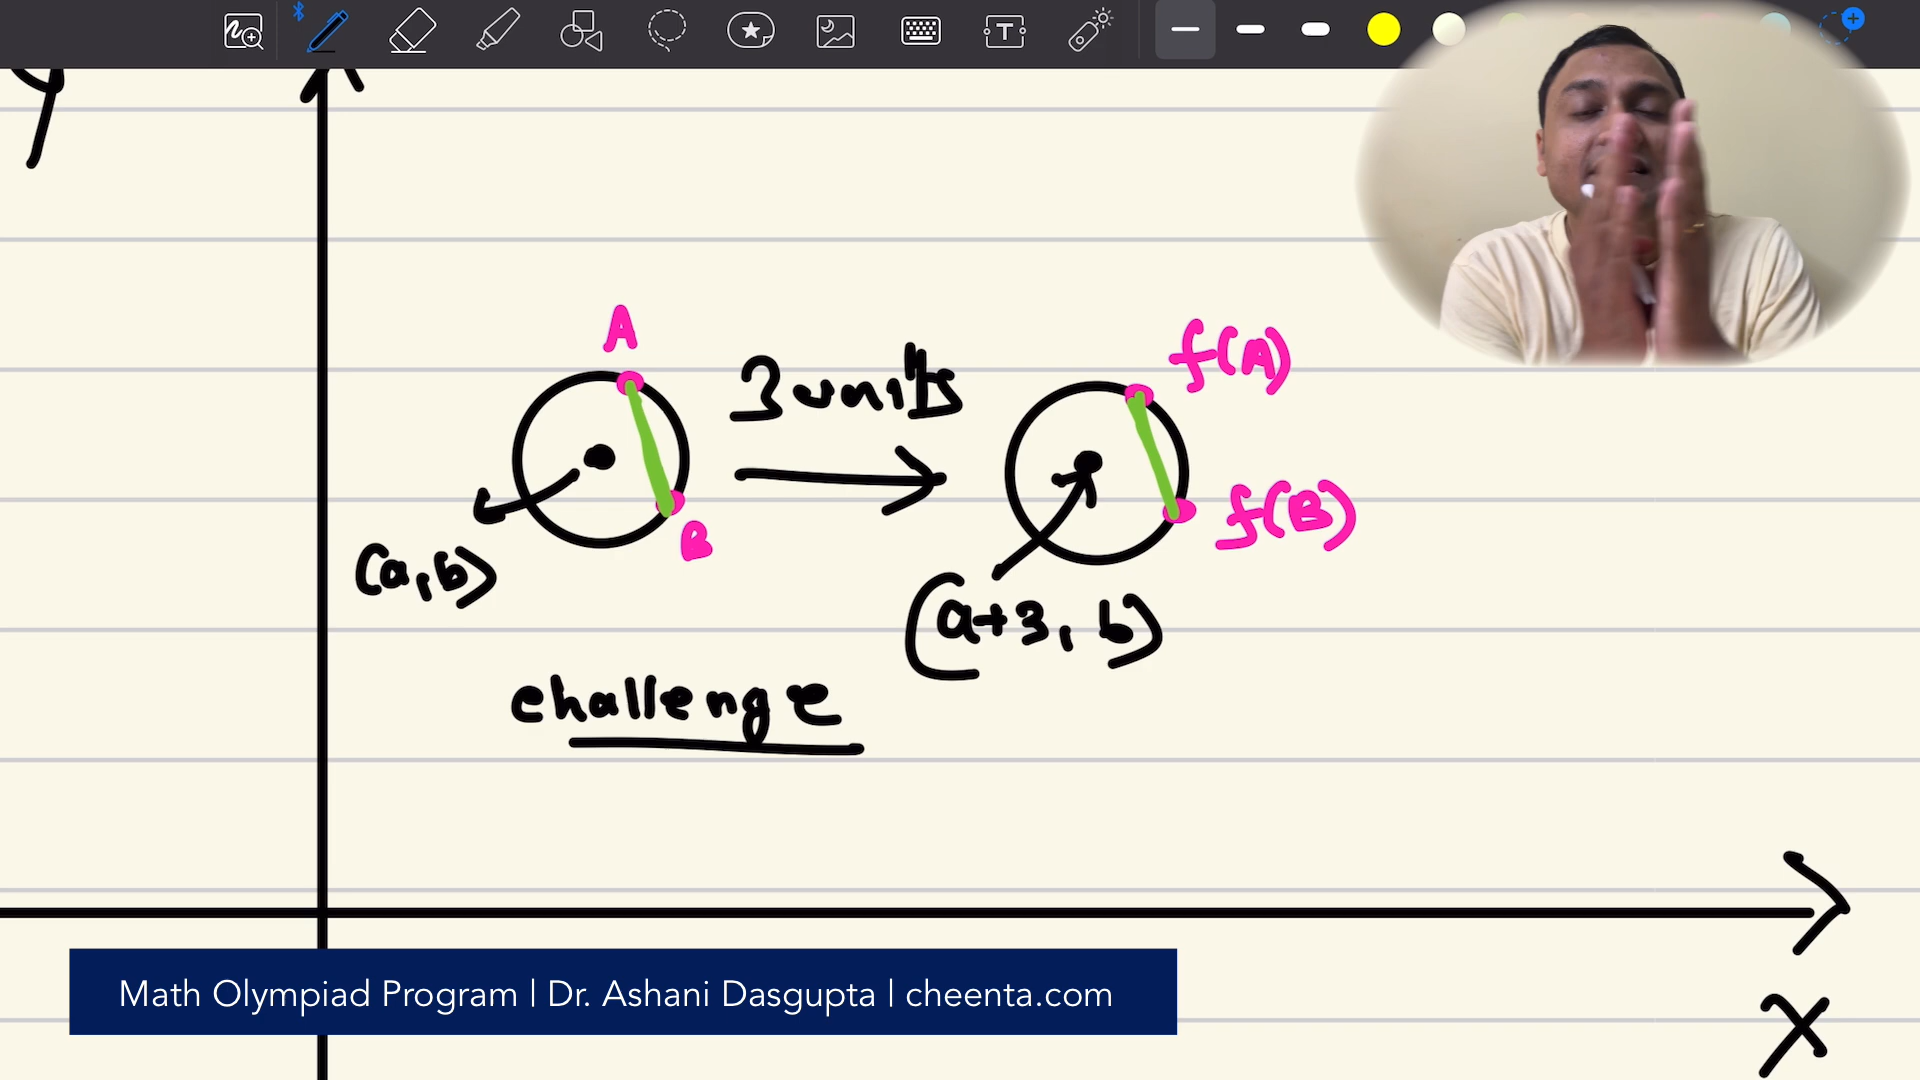 y
A
3 units
f(A)
B
f(B)
(a,b)
(a+3, b)
challenge
Math Olympiad Program | Dr. Ashani Dasgupta | cheenta.com
x